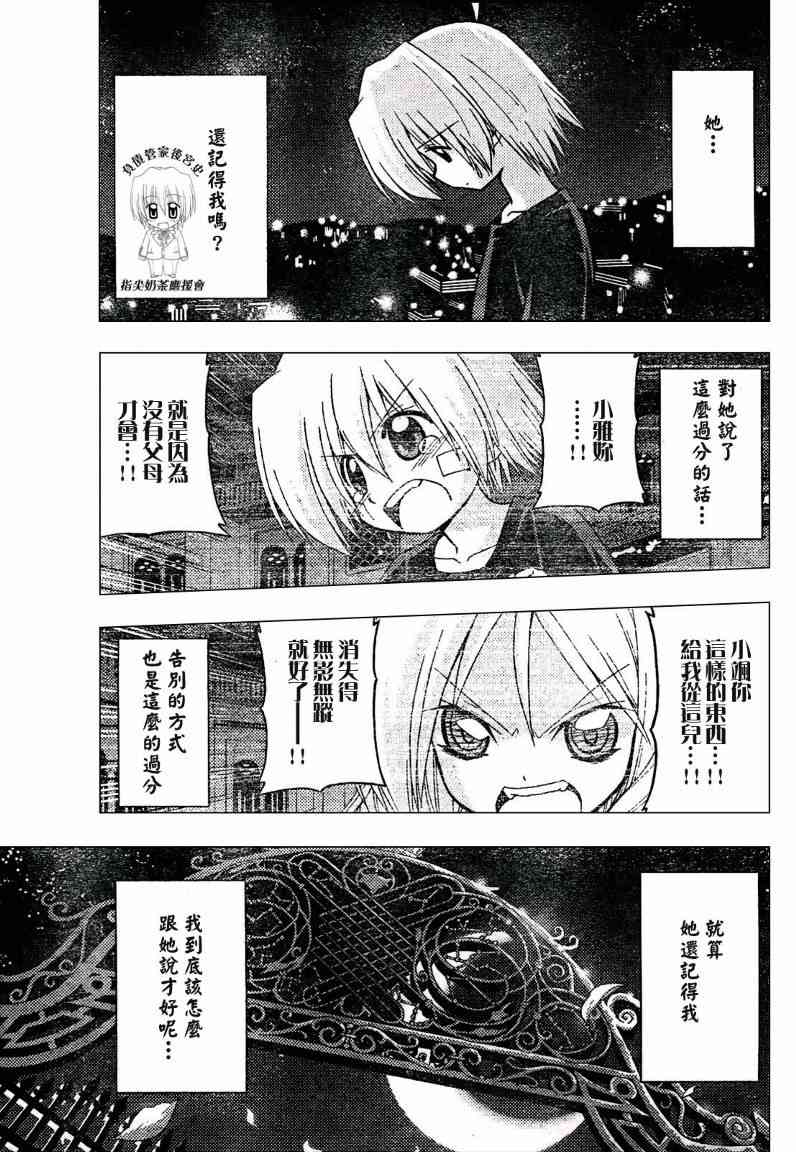 她…
還記得我嗎？
負債管家後宮史
指尖奶茶應援會
對她說了
這麼過分的話…
小雅妳
……!!
就是因為
沒有父母
才會…!!
小颯你
這樣的東西…!!
給我從這兒…!!
消失得
無影無蹤
就好了──!!
告別的方式
也是這麼的過分
就算
她還記得我
我到底該怎麼
跟她說才好呢…